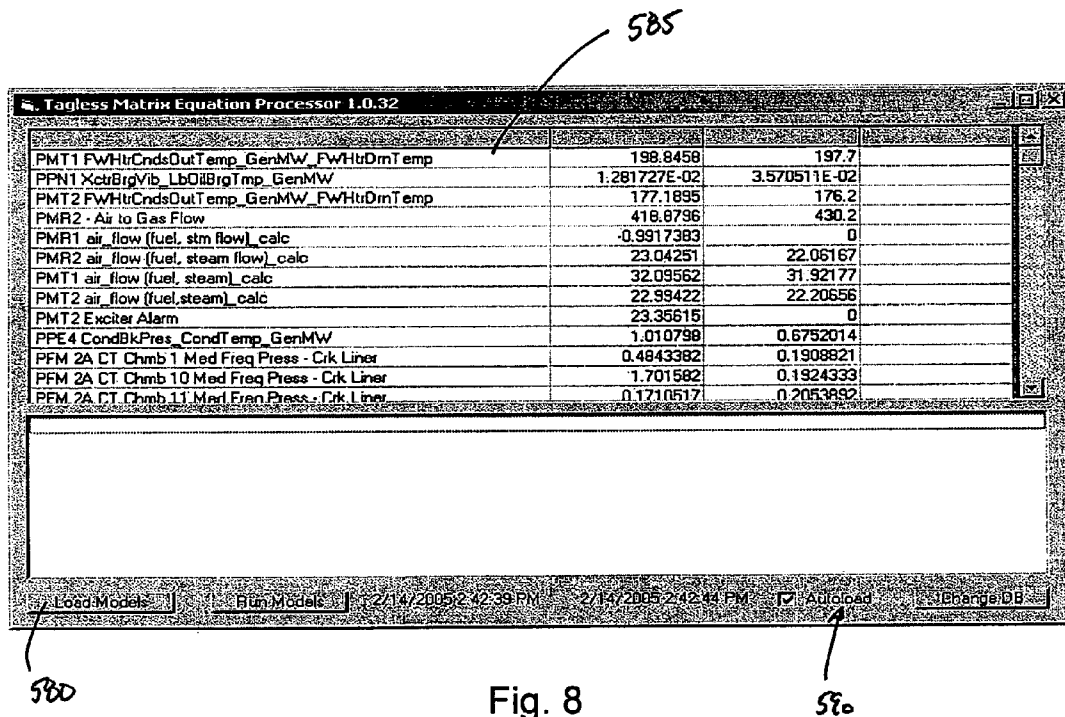 585
Tagless Matrix Equation Processor 1.0.32
PMT1 FWHtrCndsOutTemp_GenMW_FWHtrDrnTemp 198.8458 197.7
PPN1 XctrBrgVib_LbOilBrgTmp_GenMW 1.281727E-02 3.570511E-02
PMT2 FWHtrCndsOutTemp_GenMW_FWHtrDrnTemp 177.1895 176.2
PMR2 - Air to Gas Flow 418.8796 430.2
PMR1 air_flow (fuel, stm flow)_calc -0.9917383 0
PMR2 air_flow (fuel, steam flow)_calc 23.04251 22.06167
PMT1 air_flow (fuel, steam)_calc 32.09562 31.92177
PMT2 air_flow (fuel,steam)_calc 22.99422 22.20656
PMT2 Exciter Alarm 23.35615 0
PPE4 CondBkPres_CondTemp_GenMW 1.010798 0.6752014
PFM 2A CT Chmb 1 Med Freq Press - Crk Liner 0.4843382 0.1908821
PFM 2A CT Chmb 10 Med Freq Press - Crk Liner 1.701582 0.1924333
PFM 2A CT Chmb 11 Med Freq Press - Crk Liner 0.1710517 0.2053892
Load Models Run Models 2/14/2005 2:42:39 PM 2/14/2005 2:42:44 PM Autoload Change DB
580 590
Fig. 8